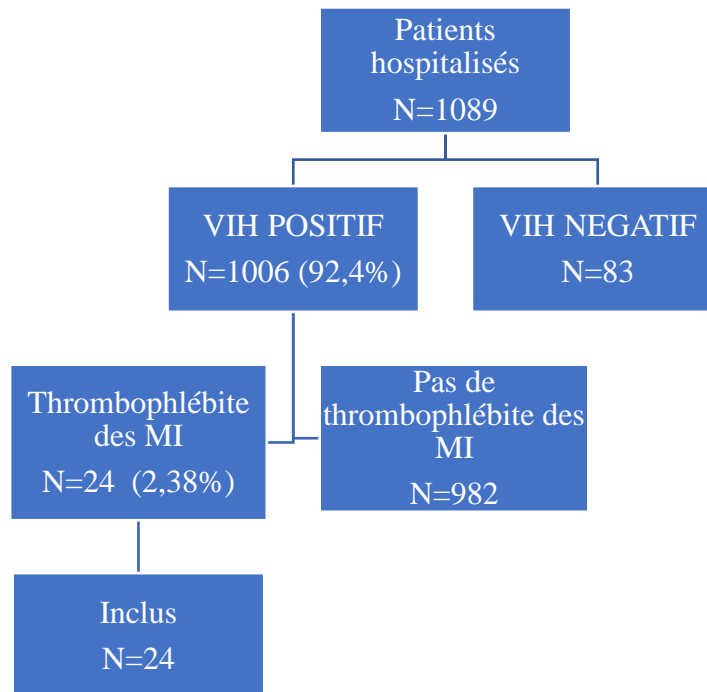 Patients
hospitalisés
N=1089
VIH POSITIF
N=1006 (92,4%)
VIH NEGATIF
N=83
Thrombophlébite
des MI
N=24 (2,38%)
Pas de
thrombophlébite des
MI
N=982
Inclus
N=24